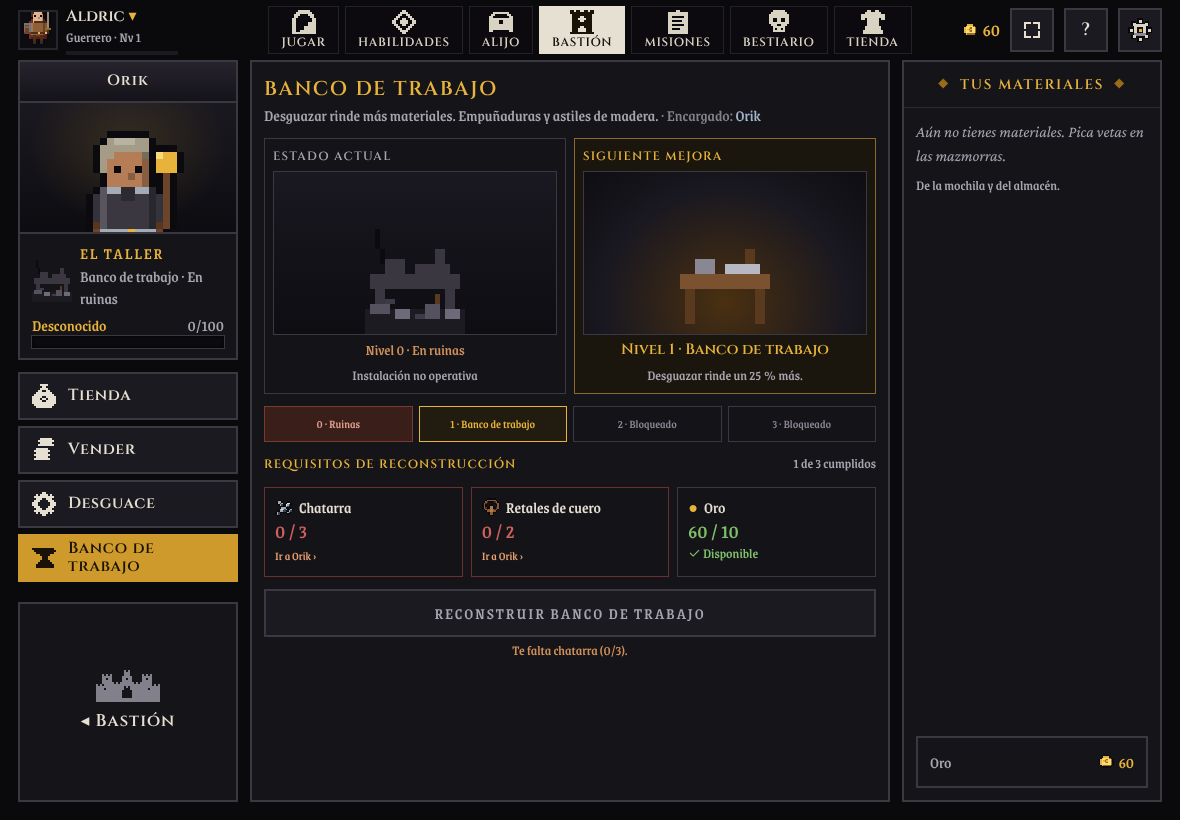 ALDRIC ▼
Guerrero · Nv 1
JUGAR
HABILIDADES
ALIJO
BASTIÓN
MISIONES
BESTIARIO
TIENDA
60
?
ORIK
EL TALLER
Banco de trabajo · En
ruinas
Desconocido 0/100
TIENDA
VENDER
DESGUACE
BANCO DE
TRABAJO
◂ BASTIÓN
BANCO DE TRABAJO
Desguazar rinde más materiales. Empuñaduras y astiles de madera. · Encargado: Orik
ESTADO ACTUAL
Nivel 0 · En ruinas
Instalación no operativa
SIGUIENTE MEJORA
NIVEL 1 · BANCO DE TRABAJO
Desguazar rinde un 25 % más.
0 · Ruinas
1 · Banco de trabajo
2 · Bloqueado
3 · Bloqueado
REQUISITOS DE RECONSTRUCCIÓN
1 de 3 cumplidos
Chatarra
0 / 3
Ir a Orik ›
Retales de cuero
0 / 2
Ir a Orik ›
Oro
60 / 10
✓ Disponible
RECONSTRUIR BANCO DE TRABAJO
Te falta chatarra (0/3).
◆ TUS MATERIALES ◆
Aún no tienes materiales. Pica vetas en
las mazmorras.
De la mochila y del almacén.
Oro 60